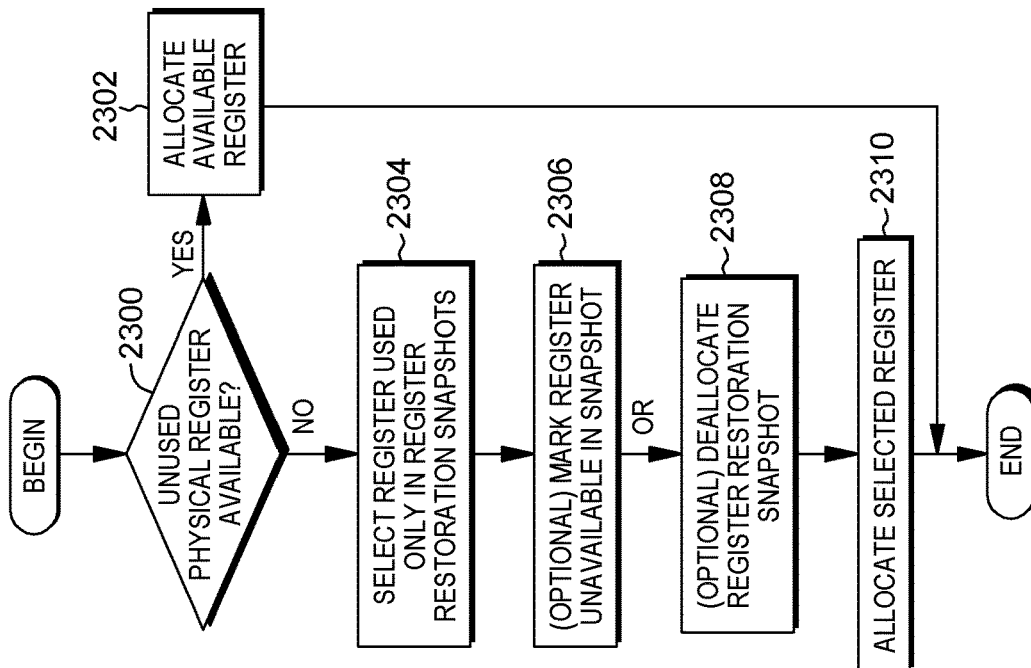 BEGIN
2300
UNUSED
PHYSICAL REGISTER
AVAILABLE?
YES
2302
ALLOCATE
AVAILABLE
REGISTER
NO
2304
SELECT REGISTER USED
ONLY IN REGISTER
RESTORATION SNAPSHOTS
2306
(OPTIONAL) MARK REGISTER
UNAVAILABLE IN SNAPSHOT
OR
2308
(OPTIONAL) DEALLOCATE
REGISTER RESTORATION
SNAPSHOT
2310
ALLOCATE SELECTED REGISTER
END